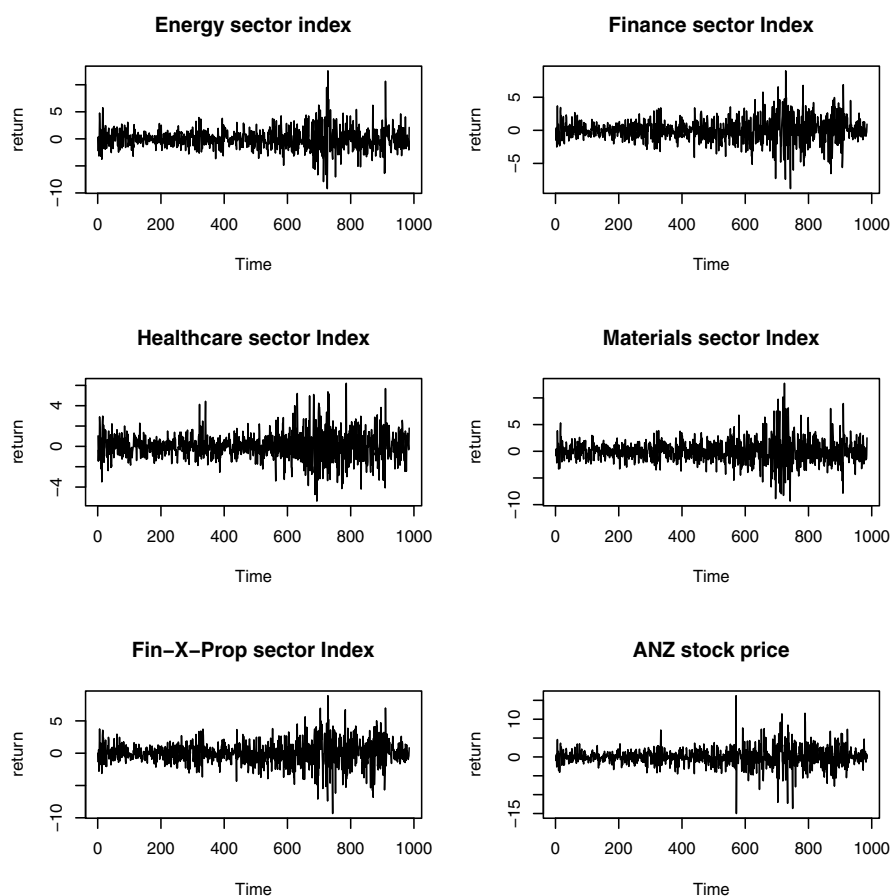 Energy sector index
return
5
0
−10
0 200 400 600 800 1000
Time
Finance sector Index
return
5
0
−5
0 200 400 600 800 1000
Time
Healthcare sector Index
return
4
0
−4
0 200 400 600 800 1000
Time
Materials sector Index
return
5
0
−10
0 200 400 600 800 1000
Time
Fin−X−Prop sector Index
return
5
0
−10
0 200 400 600 800 1000
Time
ANZ stock price
return
10
0
−15
0 200 400 600 800 1000
Time